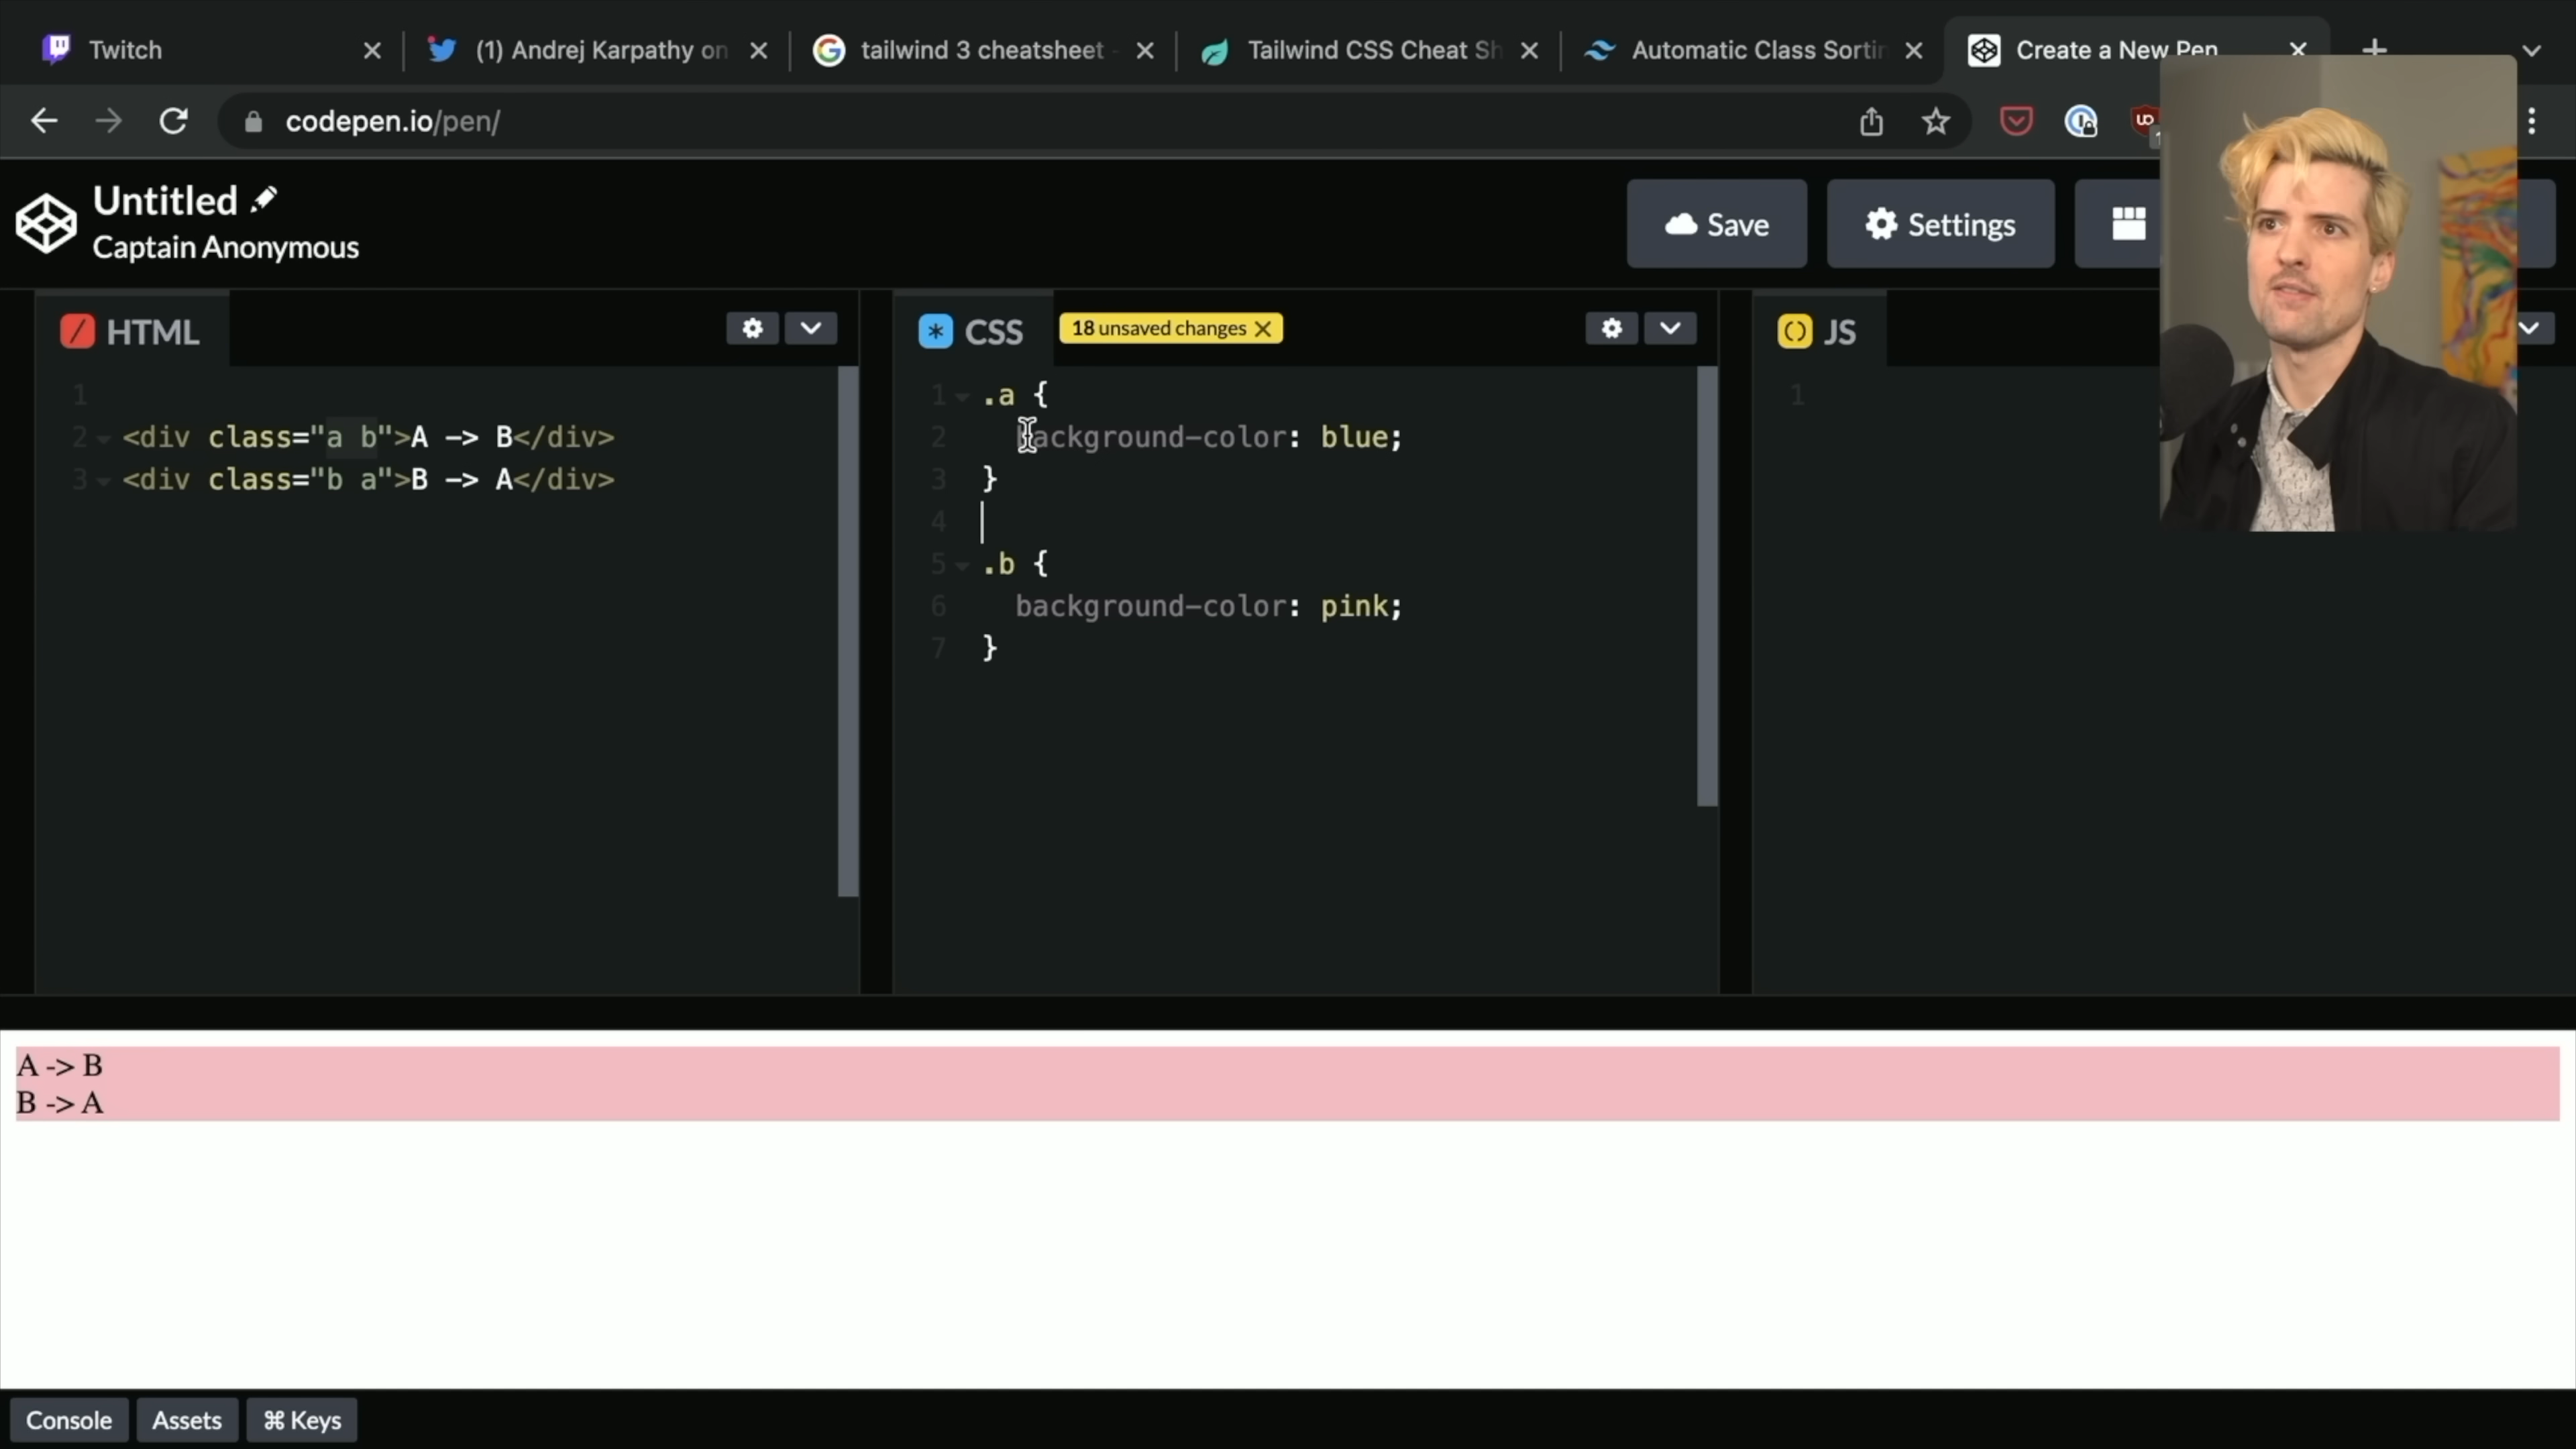 Twitch
(1) Andrej Karpathy on
tailwind 3 cheatsheet -
Tailwind CSS Cheat Sh
Automatic Class Sortin
Create a New Pen
codepen.io/pen/
Untitled
Captain Anonymous
Save
Settings
HTML
1
2 <div class="a b">A -> B</div>
3 <div class="b a">B -> A</div>
CSS
18 unsaved changes
1 .a {
2 background-color: blue;
3 }
4
5 .b {
6 background-color: pink;
7 }
JS
1
A -> B
B -> A
Console
Assets
⌘ Keys